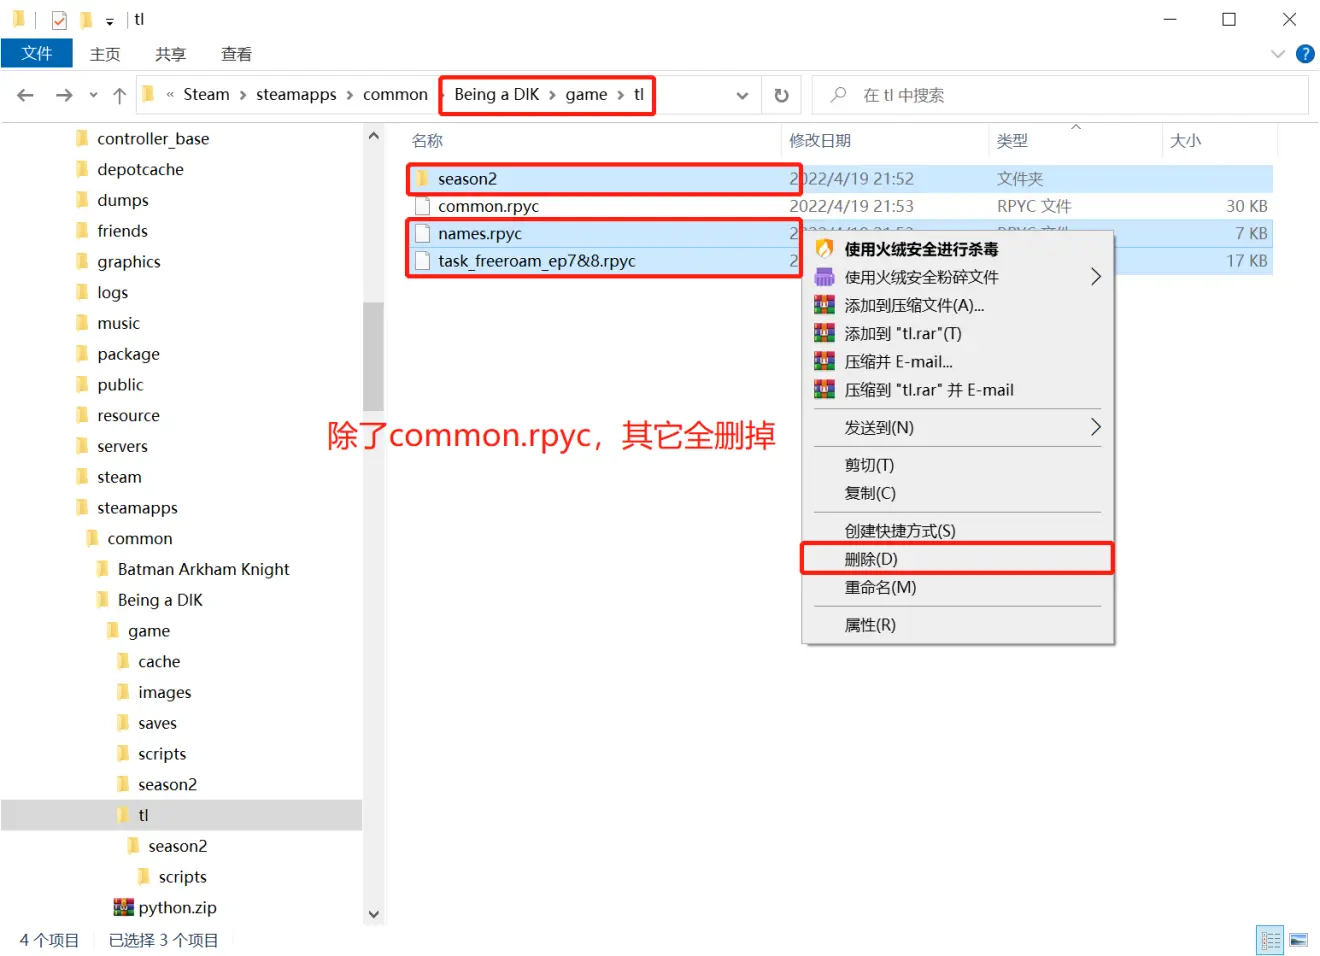 tl
文件 主页 共享 查看
« Steam › steamapps › common › Being a DIK › game › tl
在 tl 中搜索
controller_base
depotcache
dumps
friends
graphics
logs
music
package
public
resource
servers
steam
steamapps
common
Batman Arkham Knight
Being a DIK
game
cache
images
saves
scripts
season2
tl
season2
scripts
python.zip
名称 修改日期 类型 大小
season2 2022/4/19 21:52 文件夹
common.rpyc 2022/4/19 21:53 RPYC 文件 30 KB
names.rpyc 7 KB
task_freeroam_ep7&8.rpyc 17 KB
除了common.rpyc，其它全删掉
使用火绒安全进行杀毒
使用火绒安全粉碎文件
添加到压缩文件(A)...
添加到 "tl.rar"(T)
压缩并 E-mail...
压缩到 "tl.rar" 并 E-mail
发送到(N)
剪切(T)
复制(C)
创建快捷方式(S)
删除(D)
重命名(M)
属性(R)
4 个项目 已选择 3 个项目